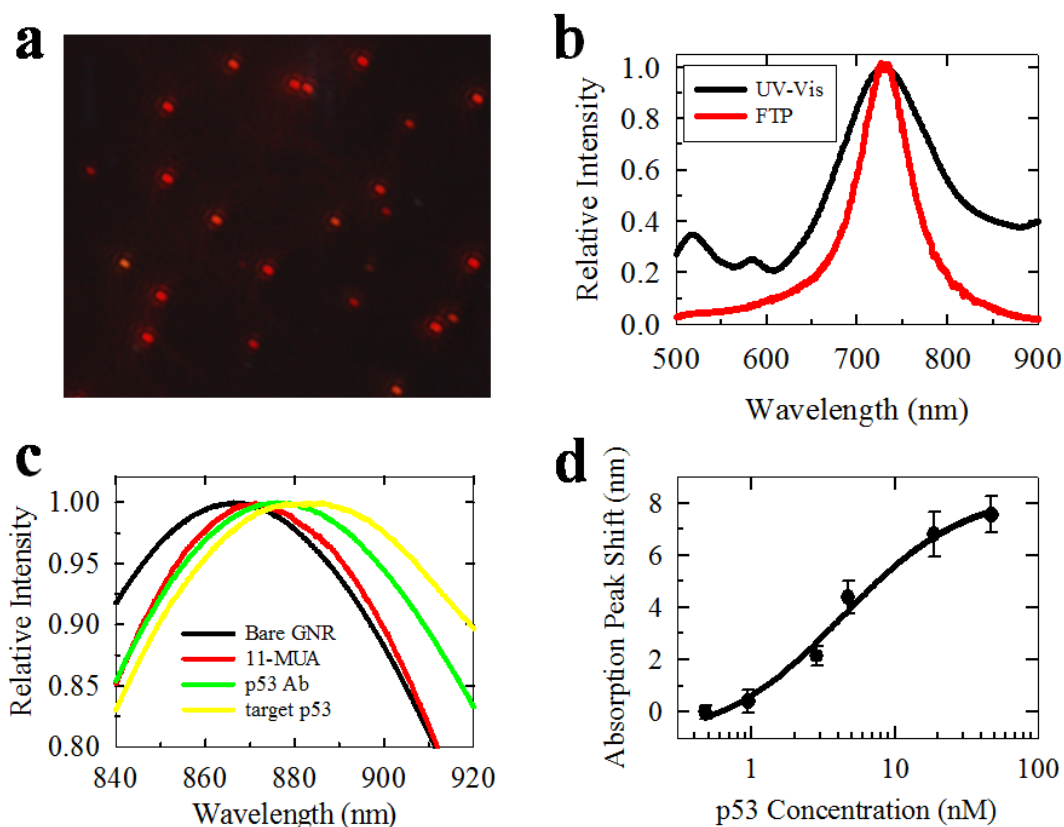 a
b
1.0
0.8
0.6
0.4
0.2
0.0
Relative Intensity
UV-Vis
FTP
500 600 700 800 900
Wavelength (nm)
c
1.00
0.95
0.90
0.85
0.80
Relative Intensity
Bare GNR
11-MUA
p53 Ab
target p53
840 860 880 900 920
Wavelength (nm)
d
8
6
4
2
0
Absorption Peak Shift (nm)
1 10 100
p53 Concentration (nM)